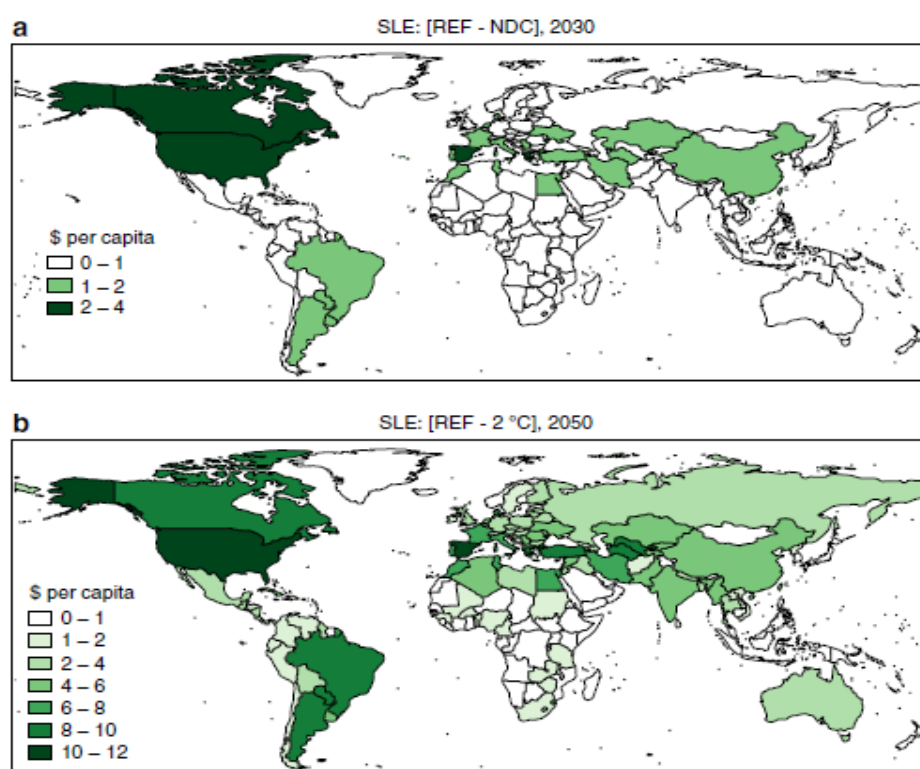 a
SLE: [REF - NDC], 2030
$ per capita
0 – 1
1 – 2
2 – 4
b
SLE: [REF - 2 °C], 2050
$ per capita
0 – 1
1 – 2
2 – 4
4 – 6
6 – 8
8 – 10
10 – 12